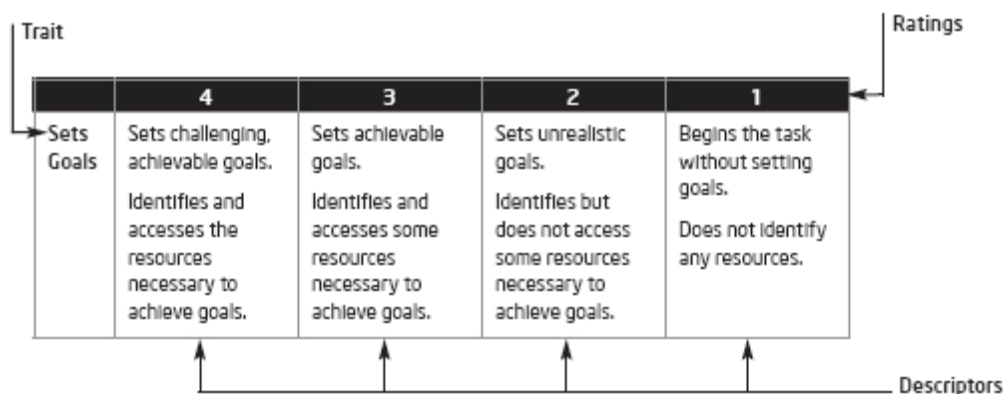 Trait
Ratings
4 3 2 1
Sets
Goals
Sets challenging,
achievable goals.
Identifies and
accesses the
resources
necessary to
achieve goals.
Sets achievable
goals.
Identifies and
accesses some
resources
necessary to
achieve goals.
Sets unrealistic
goals.
Identifies but
does not access
some resources
necessary to
achieve goals.
Begins the task
without setting
goals.
Does not identify
any resources.
Descriptors